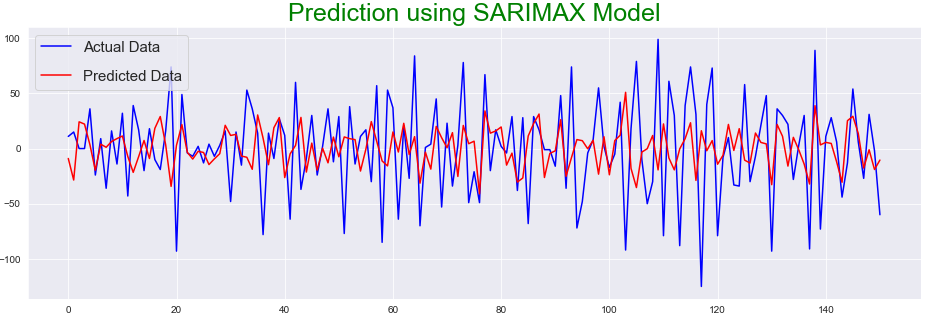 Prediction using SARIMAX Model
Actual Data
Predicted Data
100
50
0
−50
−100
0 20 40 60 80 100 120 140